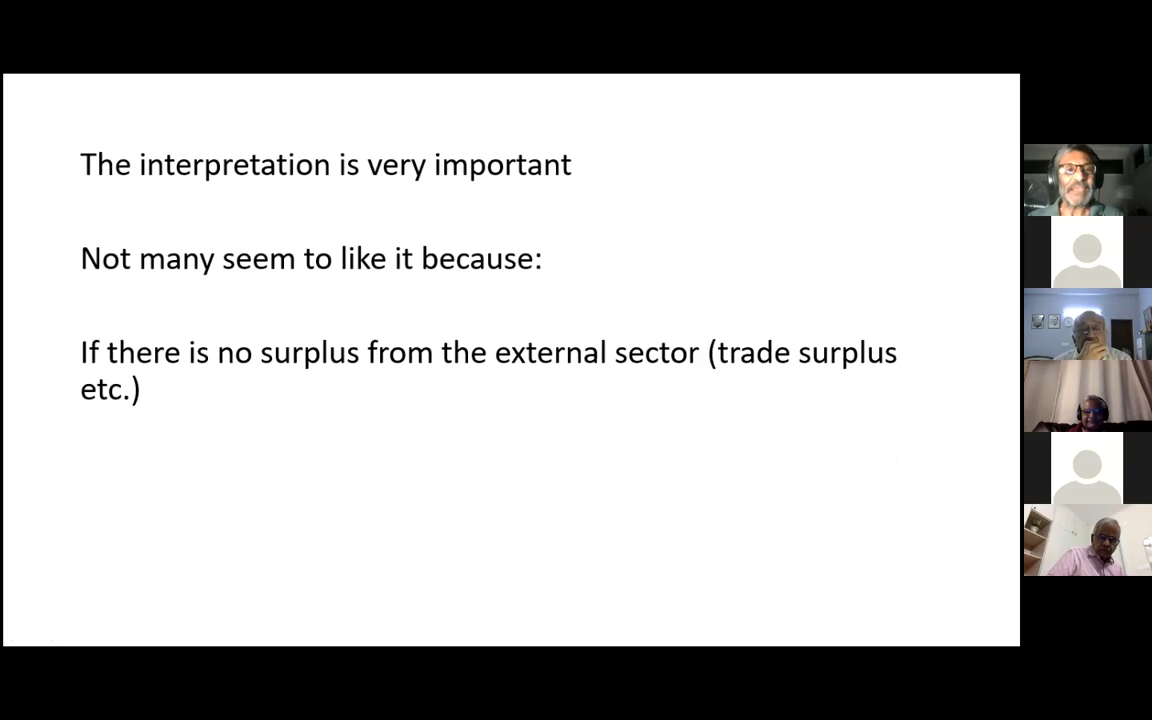 The interpretation is very important
Not many seem to like it because:
If there is no surplus from the external sector (trade surplus
etc.)